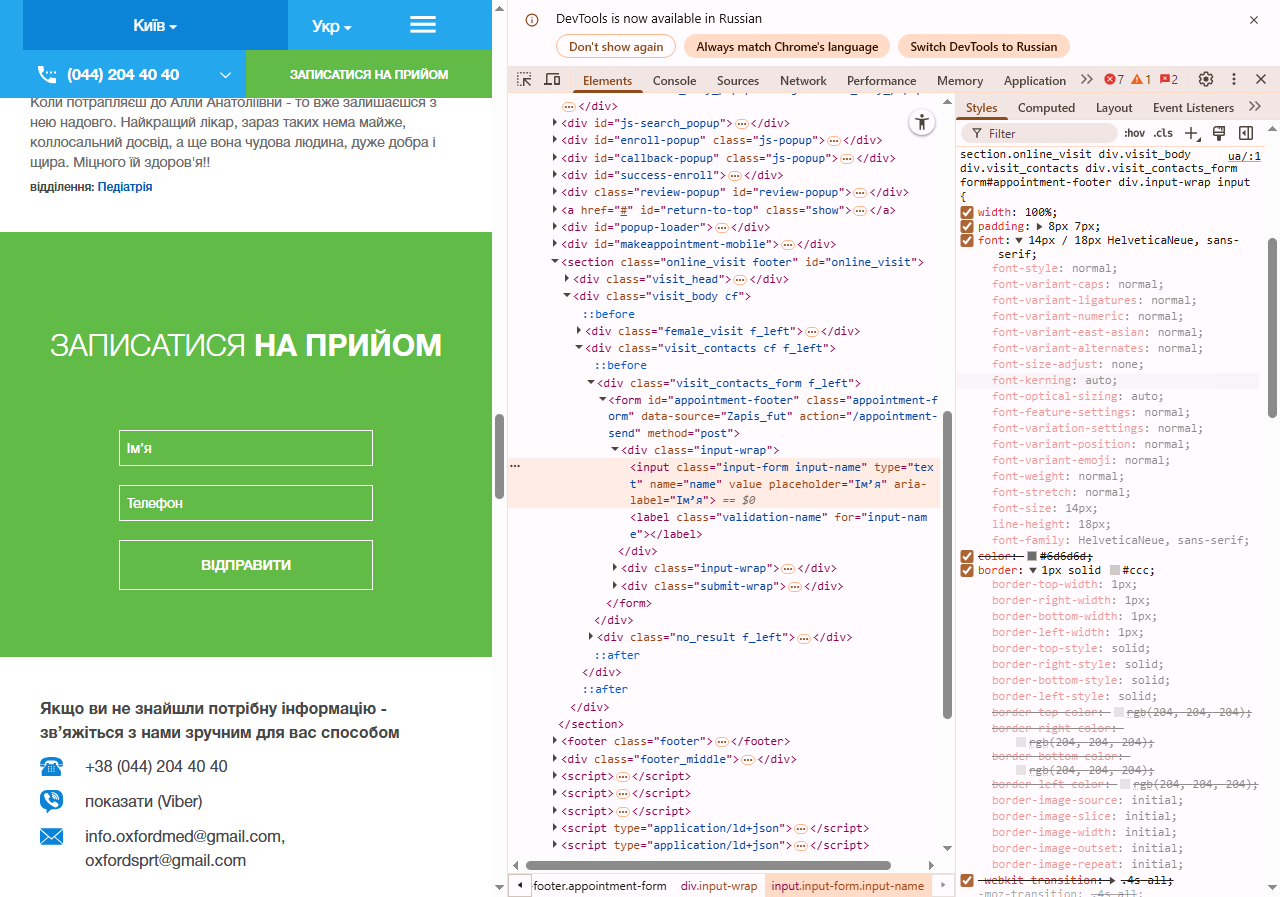 Київ
Укр
(044) 204 40 40
ЗАПИСАТИСЯ НА ПРИЙОМ
Коли потрапляєш до Алли Анатоліївни - то вже залишаєшся з
нею надовго. Найкращий лікар, зараз таких нема майже,
коллосальний досвід, а ще вона чудова людина, дуже добра і
щира. Міцного їй здоров'я!!
відділення: Педіатрія
ЗАПИСАТИСЯ НА ПРИЙОМ
Ім’я
Телефон
ВІДПРАВИТИ
Якщо ви не знайшли потрібну інформацію -
зв’яжіться з нами зручним для вас способом
+38 (044) 204 40 40
показати (Viber)
info.oxfordmed@gmail.com,
oxfordsprt@gmail.com
DevTools is now available in Russian
Don't show again
Always match Chrome's language
Switch DevTools to Russian
Elements Console Sources Network Performance Memory Application 7 1 2
…</div>
<div id="js-search_popup">…</div>
<div id="enroll-popup" class="js-popup">…</div>
<div id="callback-popup" class="js-popup">…</div>
<div id="success-enroll">…</div>
<div class="review-popup" id="review-popup">…</div>
<a href="#" id="return-to-top" class="show">…</a>
<div id="popup-loader">…</div>
<div id="makeappointment-mobile">…</div>
<section class="online_visit footer" id="online_visit">
<div class="visit_head">…</div>
<div class="visit_body cf">
::before
<div class="female_visit f_left">…</div>
<div class="visit_contacts cf f_left">
::before
<div class="visit_contacts_form f_left">
<form id="appointment-footer" class="appointment-f
orm" data-source="Zapis_fut" action="/appointment-
send" method="post">
<div class="input-wrap">
<input class="input-form input-name" type="tex
t" name="name" value placeholder="Ім’я" aria-
label="Ім’я"> == $0
<label class="validation-name" for="input-nam
e"></label>
</div>
<div class="input-wrap">…</div>
<div class="submit-wrap">…</div>
</form>
</div>
<div class="no_result f_left">…</div>
::after
</div>
::after
</div>
</section>
<footer class="footer">…</footer>
<div class="footer_middle">…</div>
<script>…</script>
<script>…</script>
<script>…</script>
<script type="application/ld+json">…</script>
<script type="application/ld+json">…</script>
footer.appointment-form div.input-wrap input.input-form.input-name
Styles Computed Layout Event Listeners
Filter :hov .cls
section.online_visit div.visit_body ua/:1
div.visit_contacts div.visit_contacts_form
form#appointment-footer div.input-wrap input
{
width: 100%;
padding: 8px 7px;
font: 14px / 18px HelveticaNeue, sans-
serif;
font-style: normal;
font-variant-caps: normal;
font-variant-ligatures: normal;
font-variant-numeric: normal;
font-variant-east-asian: normal;
font-variant-alternates: normal;
font-size-adjust: none;
font-kerning: auto;
font-optical-sizing: auto;
font-feature-settings: normal;
font-variation-settings: normal;
font-variant-position: normal;
font-variant-emoji: normal;
font-weight: normal;
font-stretch: normal;
font-size: 14px;
line-height: 18px;
font-family: HelveticaNeue, sans-serif;
color: #6d6d6d;
border: 1px solid #ccc;
border-top-width: 1px;
border-right-width: 1px;
border-bottom-width: 1px;
border-left-width: 1px;
border-top-style: solid;
border-right-style: solid;
border-bottom-style: solid;
border-left-style: solid;
border-top-color: rgb(204, 204, 204);
border-right-color:
rgb(204, 204, 204);
border-bottom-color:
rgb(204, 204, 204);
border-left-color: rgb(204, 204, 204);
border-image-source: initial;
border-image-slice: initial;
border-image-width: initial;
border-image-outset: initial;
border-image-repeat: initial;
-webkit-transition: .4s all;
-moz-transition: .4s all;